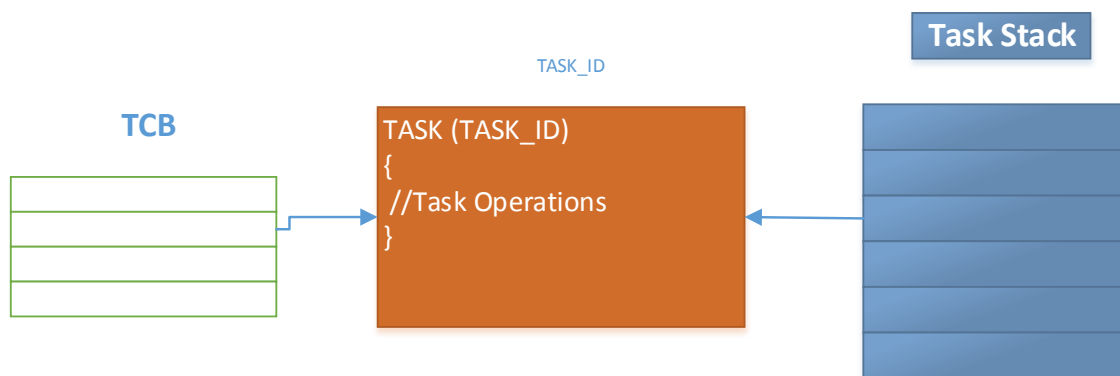 Task Stack
TASK_ID
TCB
TASK (TASK_ID)
{
//Task Operations
}